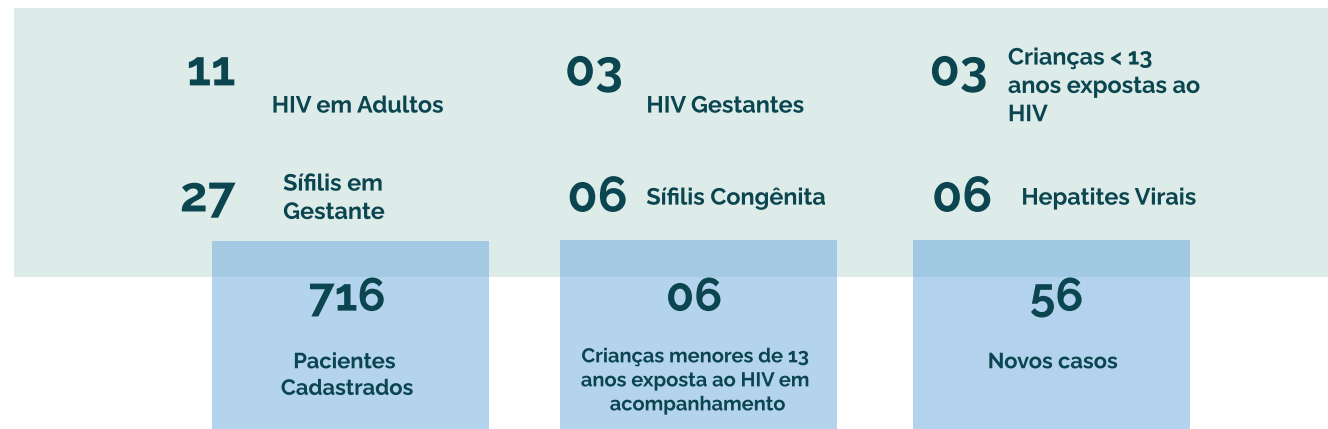 11
HIV em Adultos
03
HIV Gestantes
03
Crianças < 13
anos expostas ao
HIV
27
Sífilis em
Gestante
06
Sífilis Congênita
06
Hepatites Virais
716
Pacientes
Cadastrados
06
Crianças menores de 13
anos exposta ao HIV em
acompanhamento
56
Novos casos